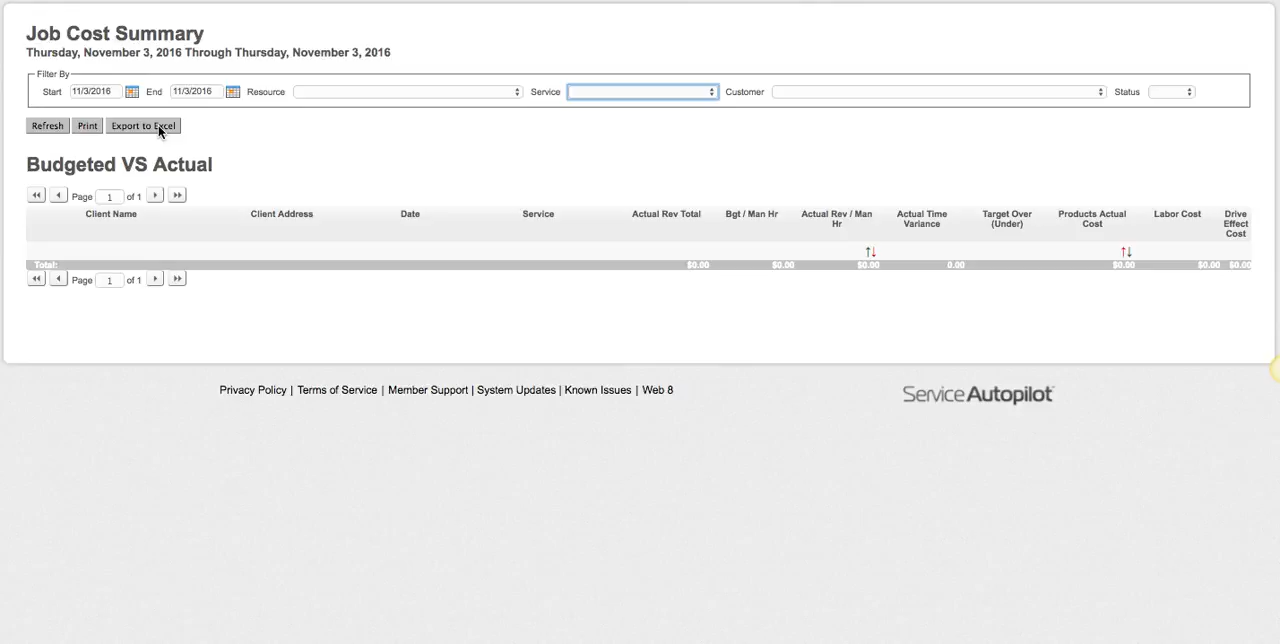 Job Cost Summary
Thursday, November 3, 2016 Through Thursday, November 3, 2016
Filter By
Start 11/3/2016 End 11/3/2016 Resource Service Customer Status
Refresh Print Export to Excel
Budgeted VS Actual
Page 1 of 1
Client Name Client Address Date Service Actual Rev Total Bgt / Man Hr Actual Rev / Man Hr Actual Time Variance Target Over (Under) Products Actual Cost Labor Cost Drive Effect Cost
Total: $0.00 $0.00 $0.00 0.00 $0.00 $0.00 $0.00
Page 1 of 1
Privacy Policy | Terms of Service | Member Support | System Updates | Known Issues | Web 8
Service Autopilot